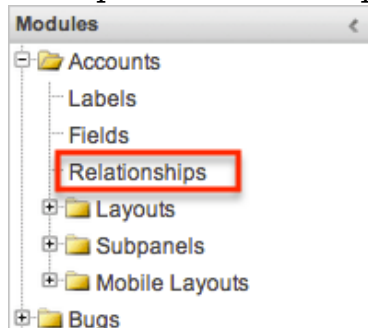 Modules
Accounts
Labels
Fields
Relationships
Layouts
Subpanels
Mobile Layouts
Bugs